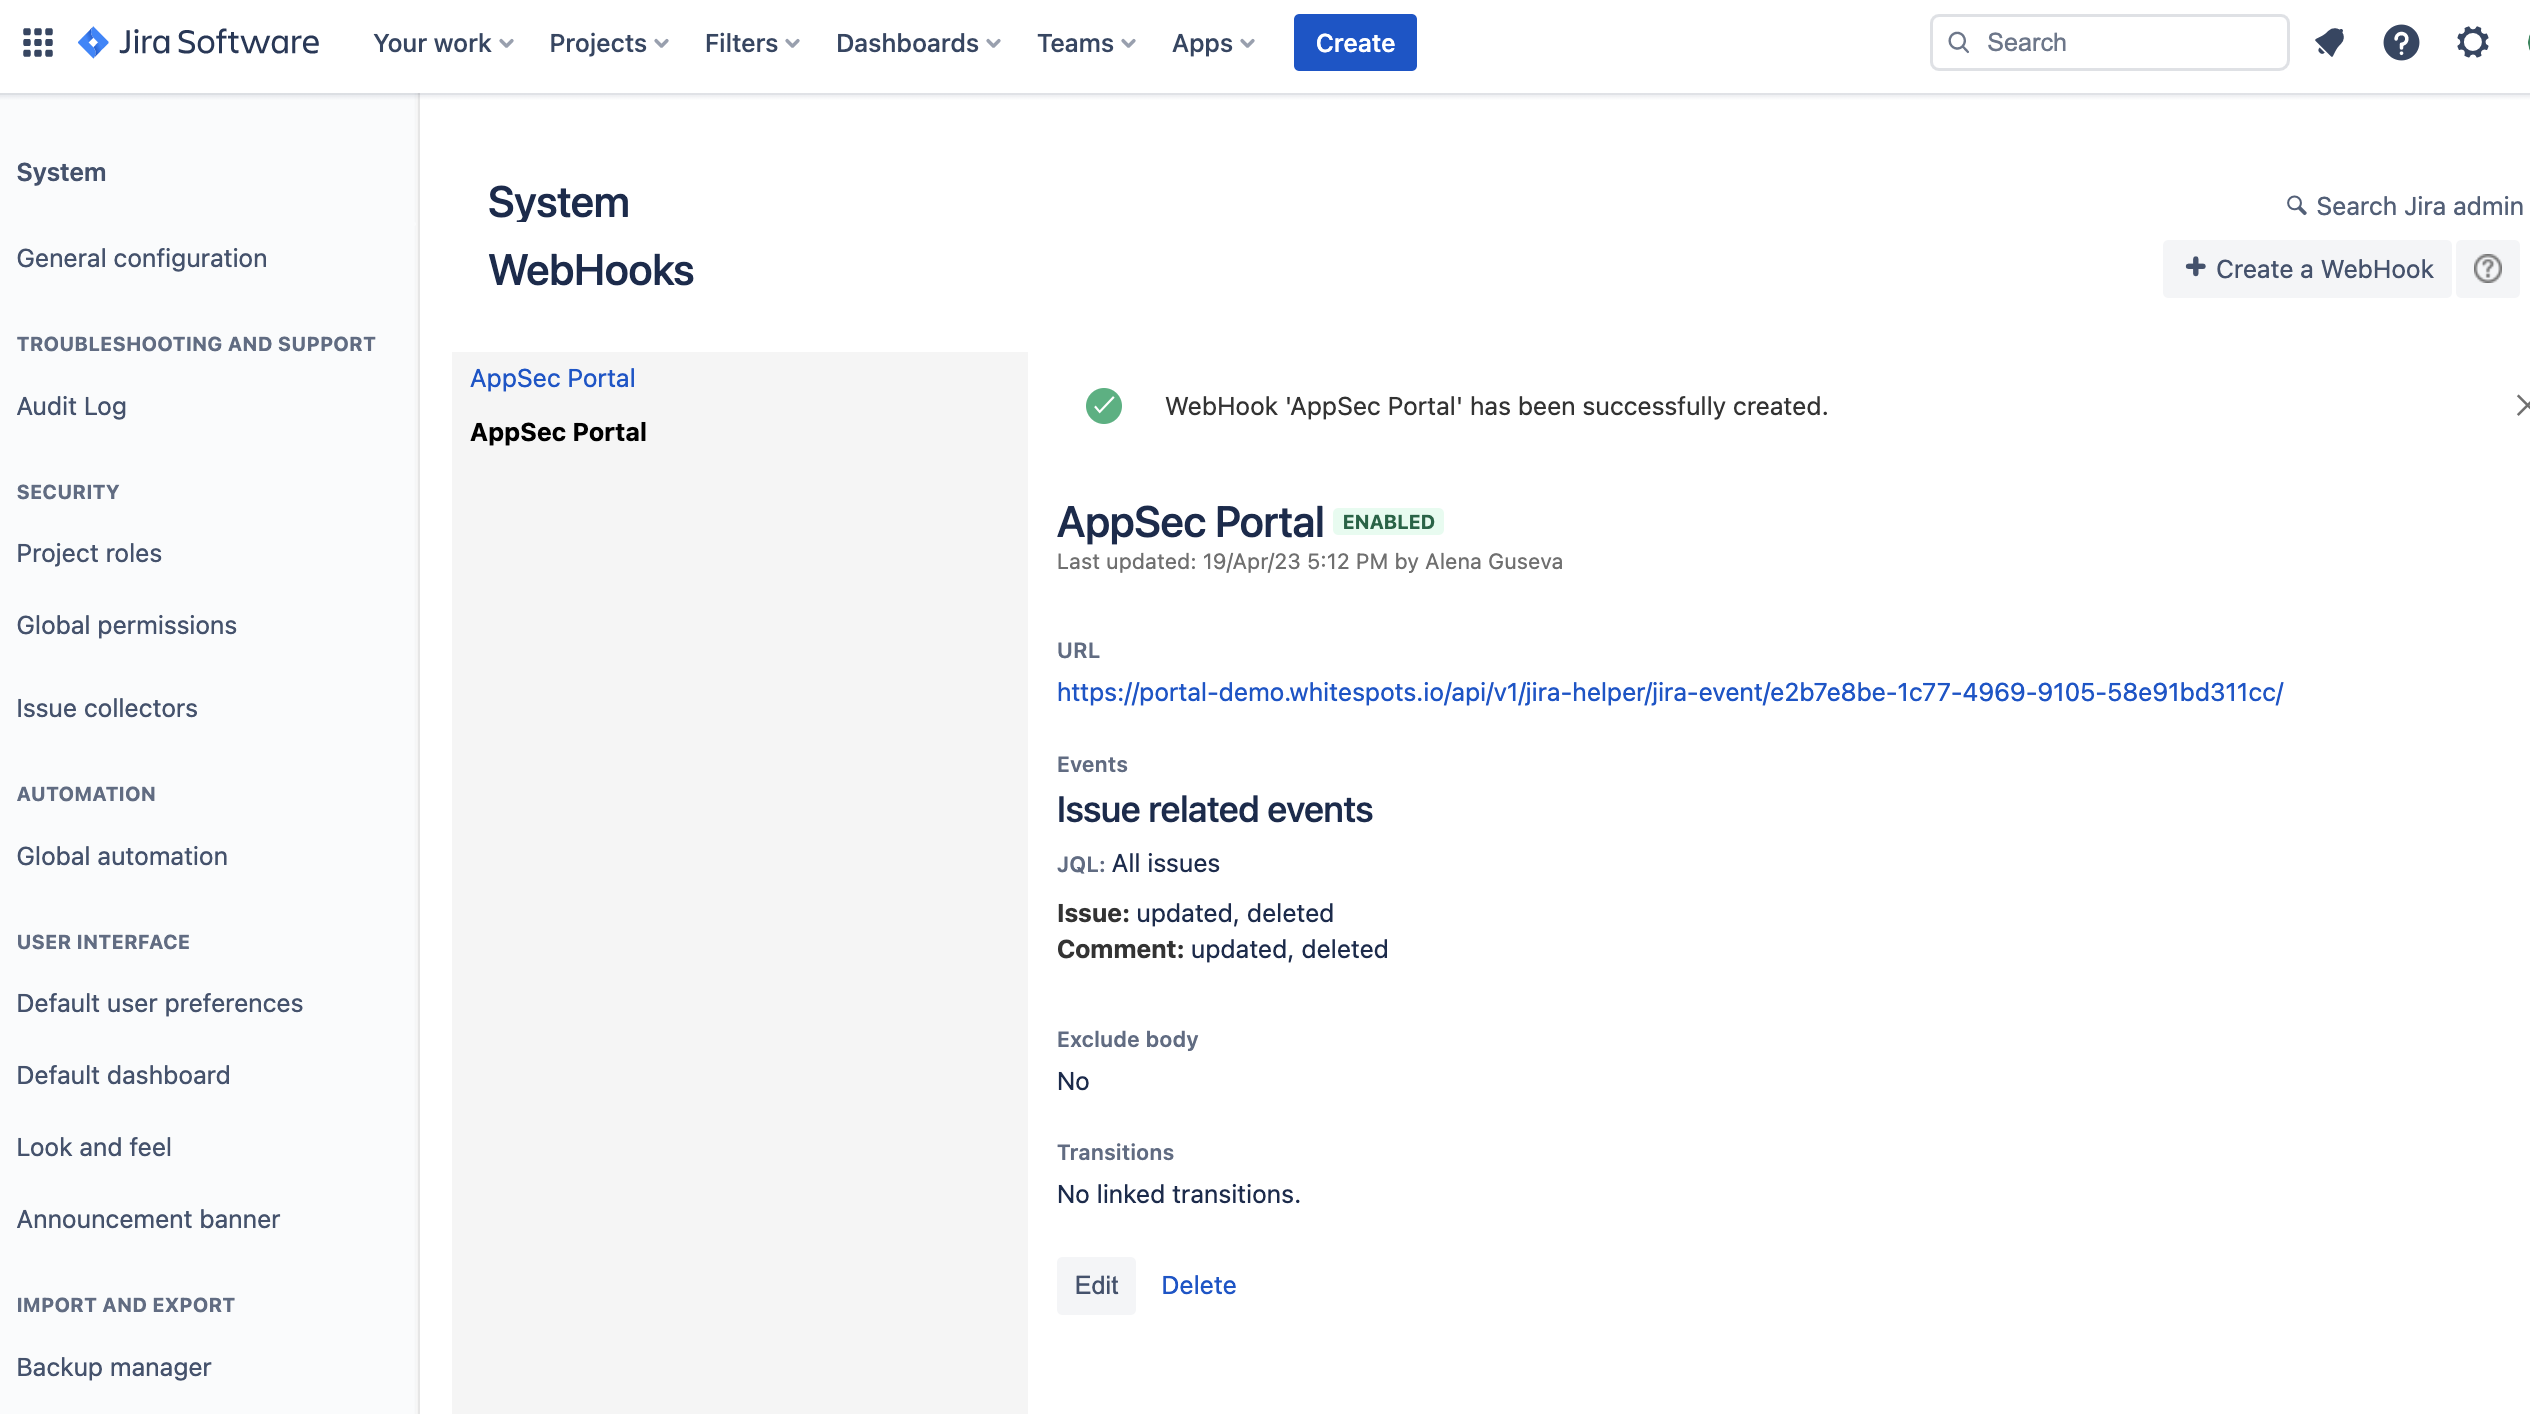 Jira Software Your work Projects Filters Dashboards Teams Apps Create Search
System
General configuration
TROUBLESHOOTING AND SUPPORT
Audit Log
SECURITY
Project roles
Global permissions
Issue collectors
AUTOMATION
Global automation
USER INTERFACE
Default user preferences
Default dashboard
Look and feel
Announcement banner
IMPORT AND EXPORT
Backup manager
System
Search Jira admin
WebHooks
Create a WebHook
AppSec Portal
AppSec Portal
WebHook 'AppSec Portal' has been successfully created.
AppSec Portal ENABLED
Last updated: 19/Apr/23 5:12 PM by Alena Guseva
URL
https://portal-demo.whitespots.io/api/v1/jira-helper/jira-event/e2b7e8be-1c77-4969-9105-58e91bd311cc/
Events
Issue related events
JQL: All issues
Issue: updated, deleted
Comment: updated, deleted
Exclude body
No
Transitions
No linked transitions.
Edit Delete